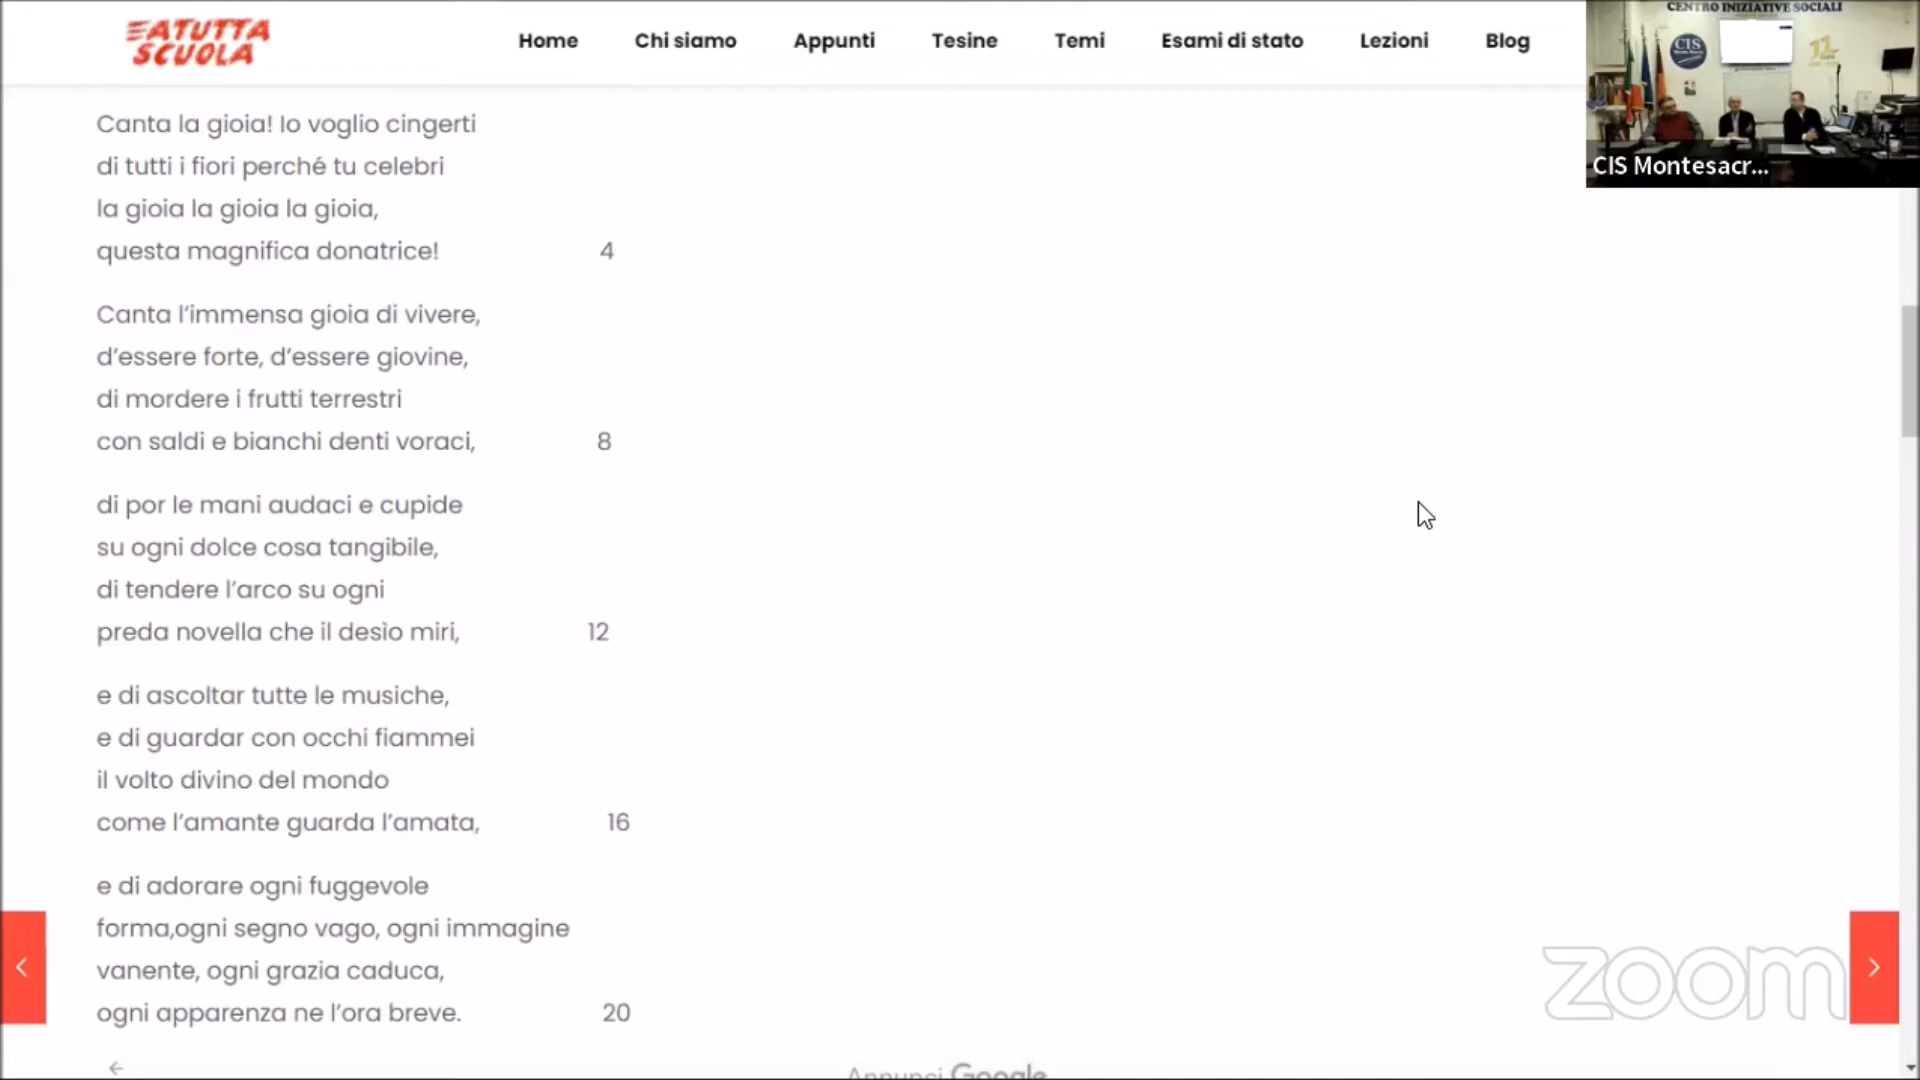 ATUTTA
SCUOLA
Home Chi siamo Appunti Tesine Temi Esami di stato Lezioni Blog
CENTRO INIZIATIVE SOCIALI
CIS
CIS Montesacr...
Canta la gioia! Io voglio cingerti
di tutti i fiori perché tu celebri
la gioia la gioia la gioia,
questa magnifica donatrice! 4
Canta l’immensa gioia di vivere,
d’essere forte, d’essere giovine,
di mordere i frutti terrestri
con saldi e bianchi denti voraci, 8
di por le mani audaci e cupide
su ogni dolce cosa tangibile,
di tendere l’arco su ogni
preda novella che il desìo miri, 12
e di ascoltar tutte le musiche,
e di guardar con occhi fiammei
il volto divino del mondo
come l’amante guarda l’amata, 16
e di adorare ogni fuggevole
forma,ogni segno vago, ogni immagine
vanente, ogni grazia caduca,
ogni apparenza ne l’ora breve. 20
zoom
Annunci Google